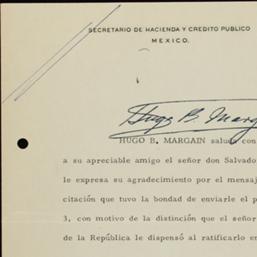 SECRETARIO DE HACIENDA Y CREDITO PUBLICO
MEXICO.
Hugo B. Marg
HUGO B. MARGAIN saluda con
a su apreciable amigo el señor don Salvado
le expresa su agradecimiento por el mensaj
citación que tuvo la bondad de enviarle el p
3, con motivo de la distinción que el señor
de la República le dispensó al ratificarlo en